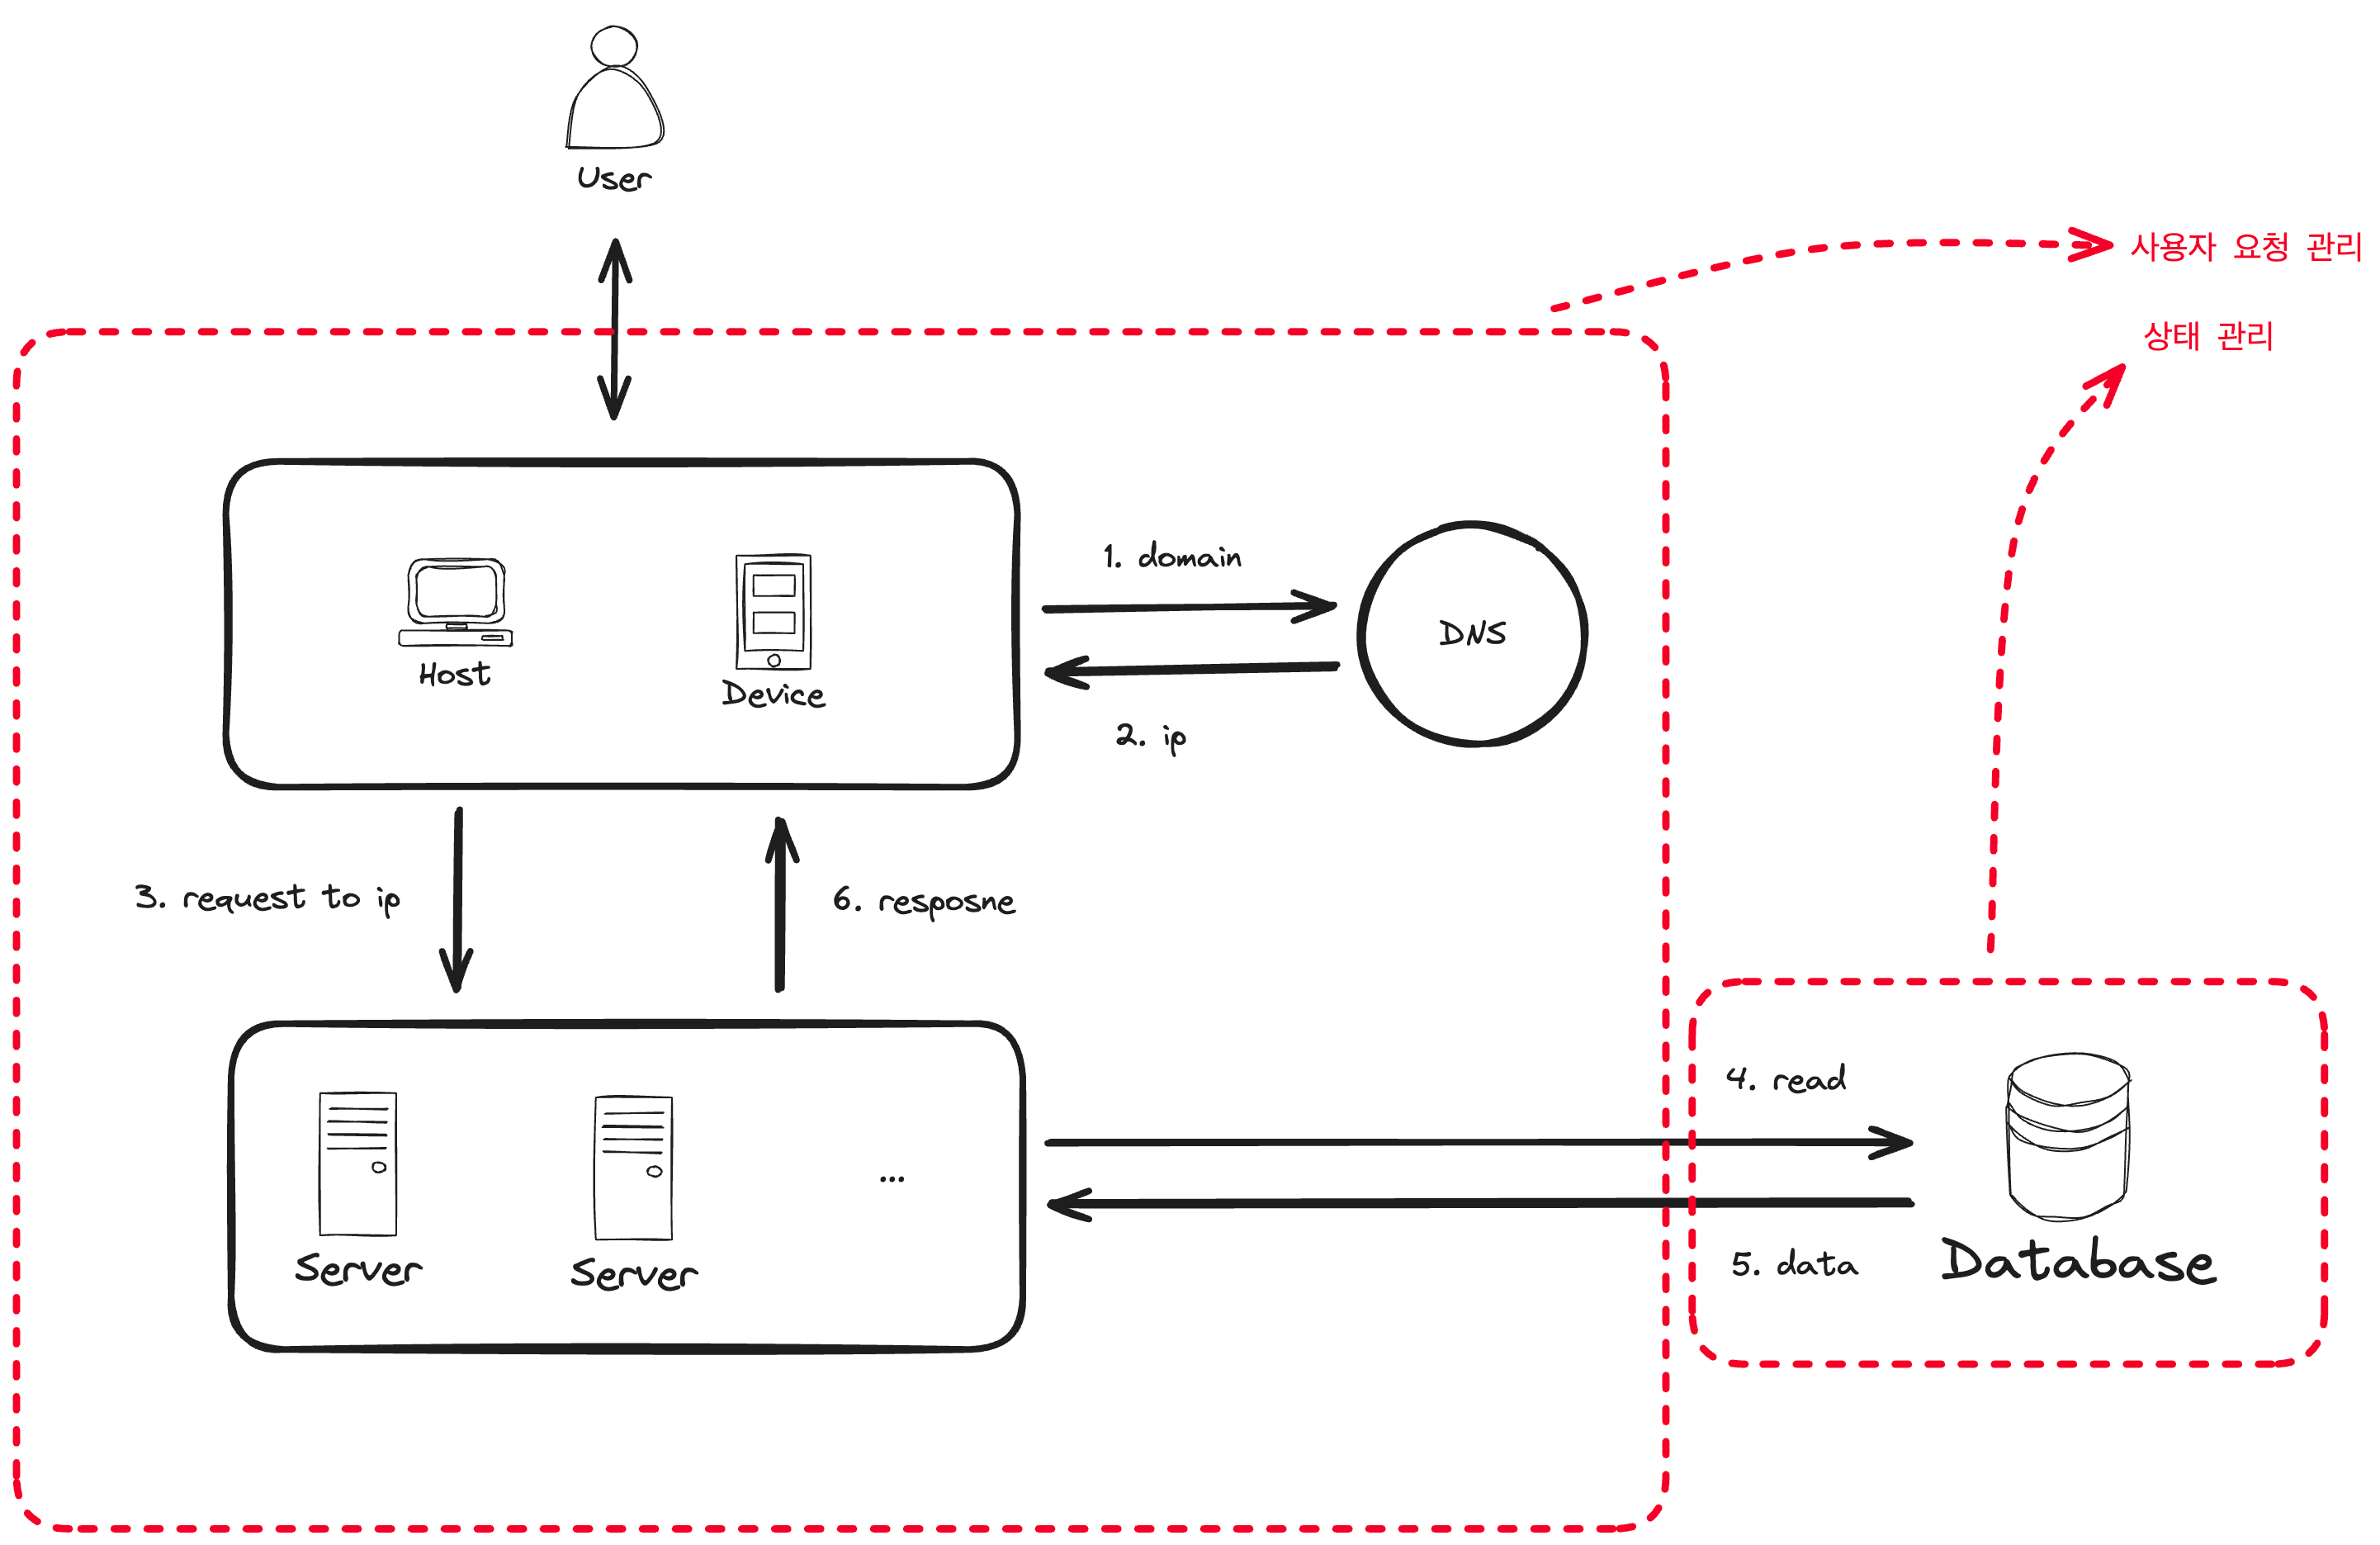 User
사용자 요청 관리
상태 관리
1. domain
DNS
Host
Device
2. ip
3. request to ip
6. resposne
4. read
Server
Server
...
5. data
Database